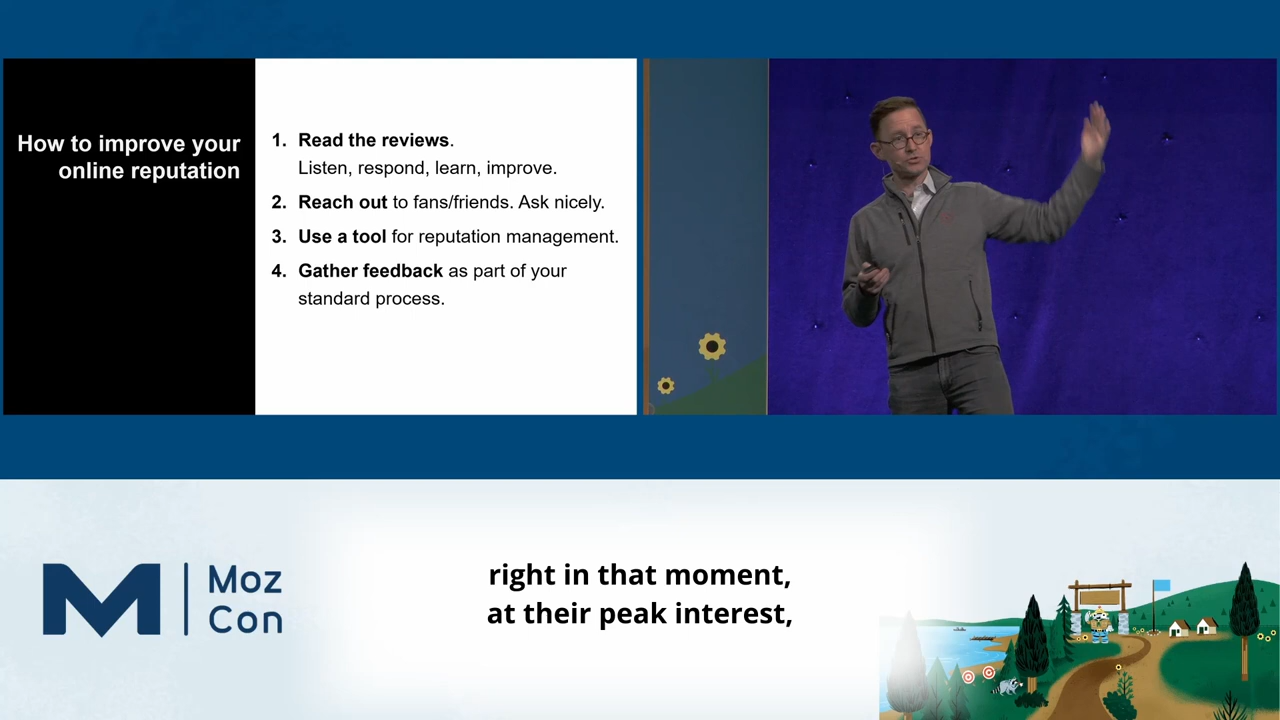 How to improve your
online reputation
1. Read the reviews.
Listen, respond, learn, improve.
2. Reach out to fans/friends. Ask nicely.
3. Use a tool for reputation management.
4. Gather feedback as part of your
standard process.
Moz
Con
right in that moment,
at their peak interest,